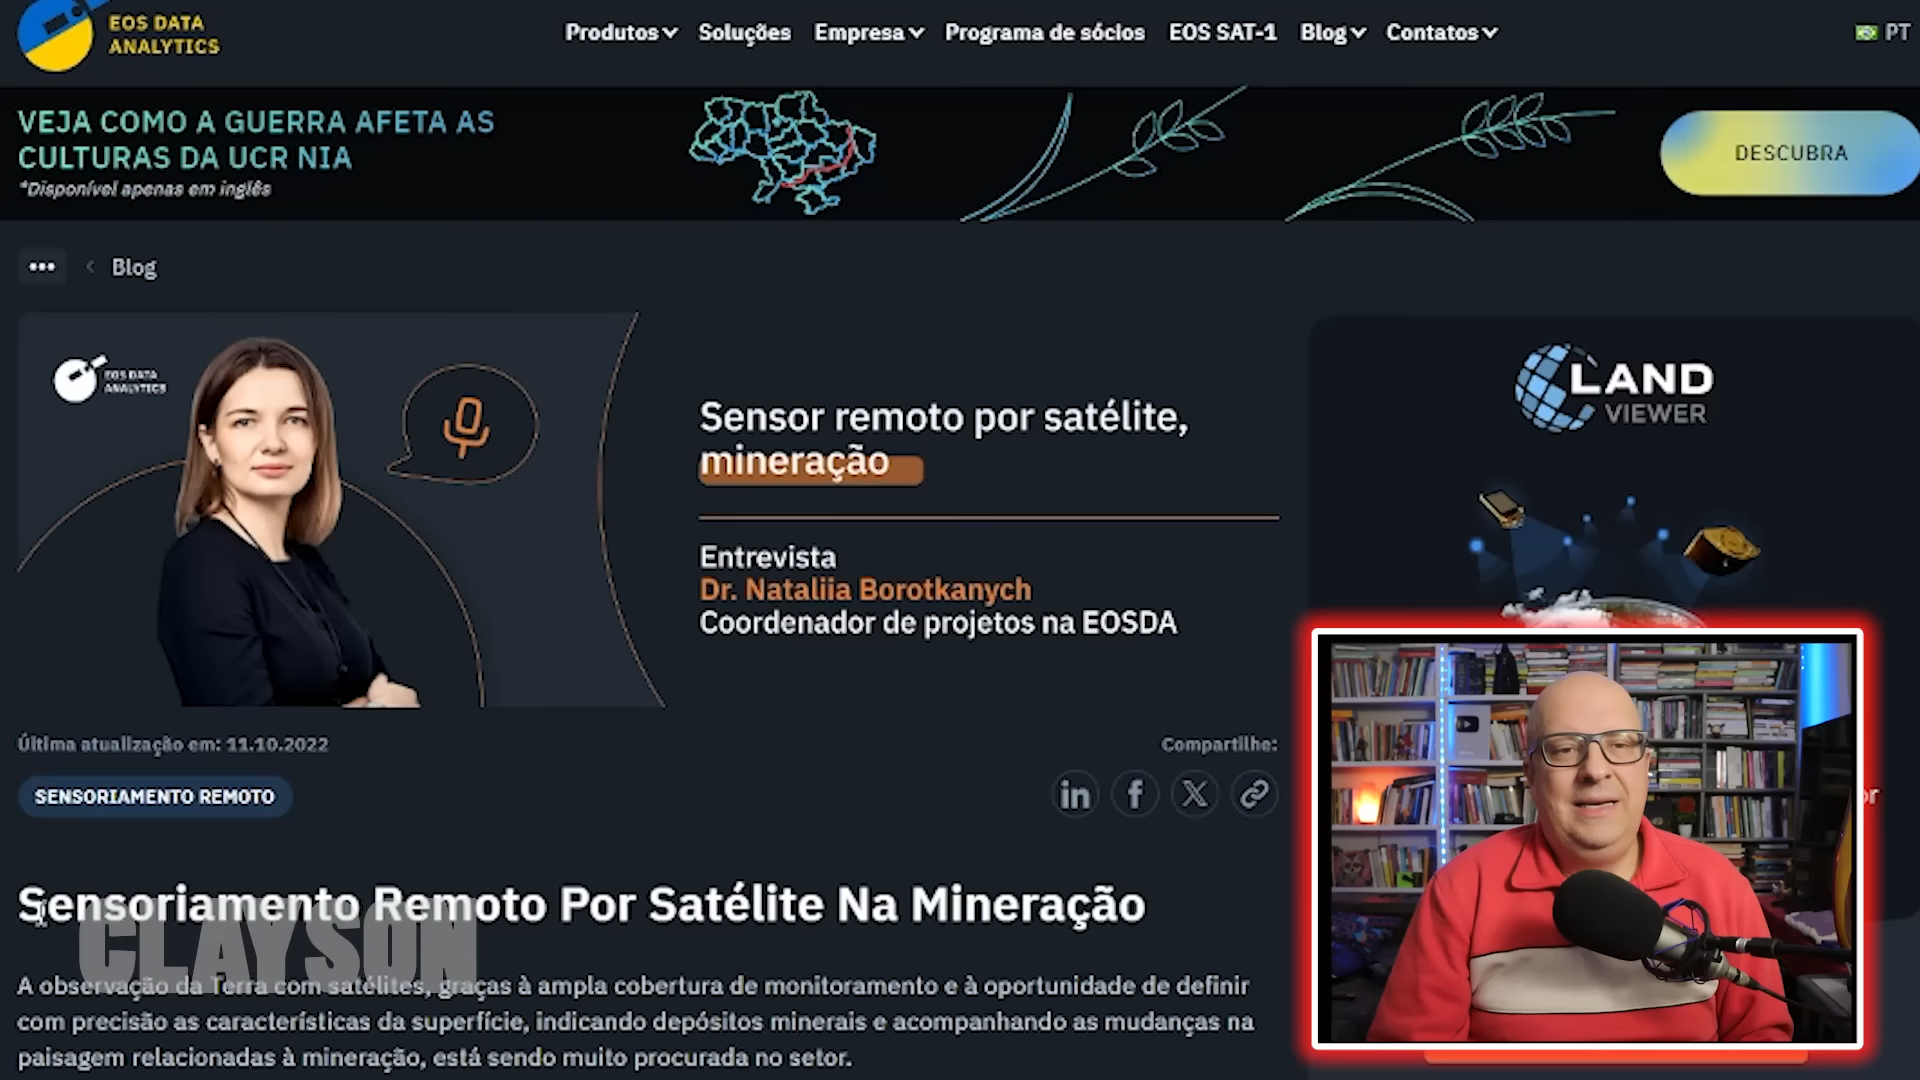 EOS DATA
ANALYTICS
Produtos
Soluções
Empresa
Programa de sócios
EOS SAT-1
Blog
Contatos
PT
VEJA COMO A GUERRA AFETA AS
CULTURAS DA UCR NIA
*Disponível apenas em inglês
DESCUBRA
Blog
EOS DATA
ANALYTICS
Sensor remoto por satélite,
mineração
Entrevista
Dr. Nataliia Borotkanych
Coordenador de projetos na EOSDA
LAND
VIEWER
Última atualização em: 11.10.2022
Compartilhe:
SENSORIAMENTO REMOTO
Sensoriamento Remoto Por Satélite Na Mineração
CLAYSON
A observação da Terra com satélites, graças à ampla cobertura de monitoramento e à oportunidade de definir
com precisão as características da superfície, indicando depósitos minerais e acompanhando as mudanças na
paisagem relacionadas à mineração, está sendo muito procurada no setor.